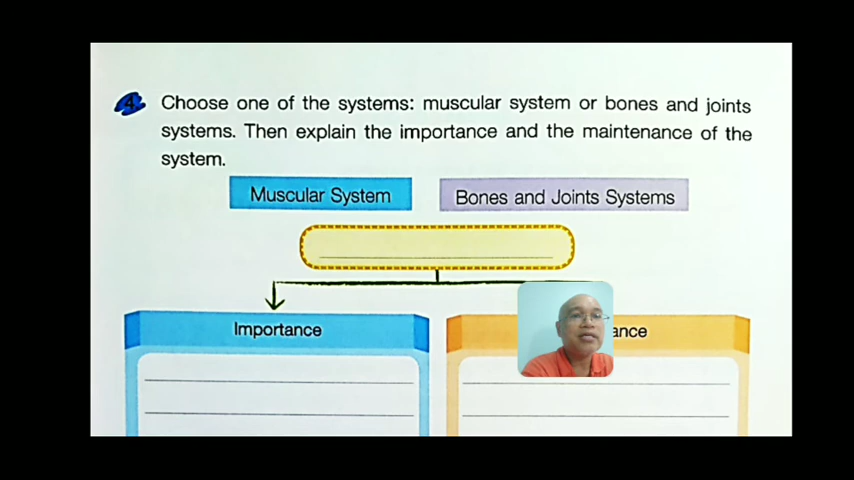 4 Choose one of the systems: muscular system or bones and joints
systems. Then explain the importance and the maintenance of the
system.
Muscular System
Bones and Joints Systems
Importance